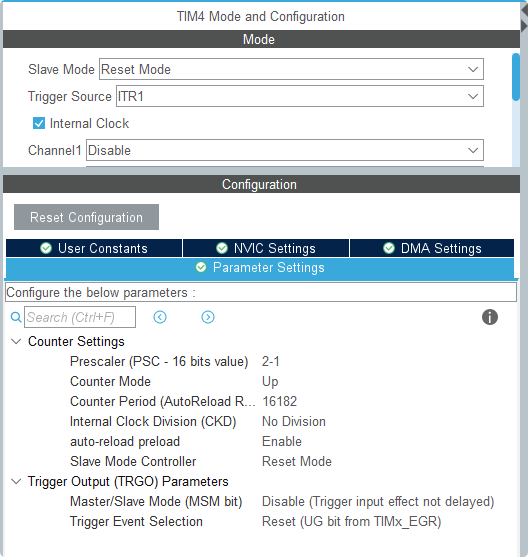 TIM4 Mode and Configuration
Mode
Slave Mode Reset Mode
Trigger Source ITR1
Internal Clock
Channel1 Disable
Configuration
Reset Configuration
User Constants NVIC Settings DMA Settings
Parameter Settings
Configure the below parameters :
Search (Ctrl+F)
Counter Settings
Prescaler (PSC - 16 bits value) 2-1
Counter Mode Up
Counter Period (AutoReload R... 16182
Internal Clock Division (CKD) No Division
auto-reload preload Enable
Slave Mode Controller Reset Mode
Trigger Output (TRGO) Parameters
Master/Slave Mode (MSM bit) Disable (Trigger input effect not delayed)
Trigger Event Selection Reset (UG bit from TIMx_EGR)